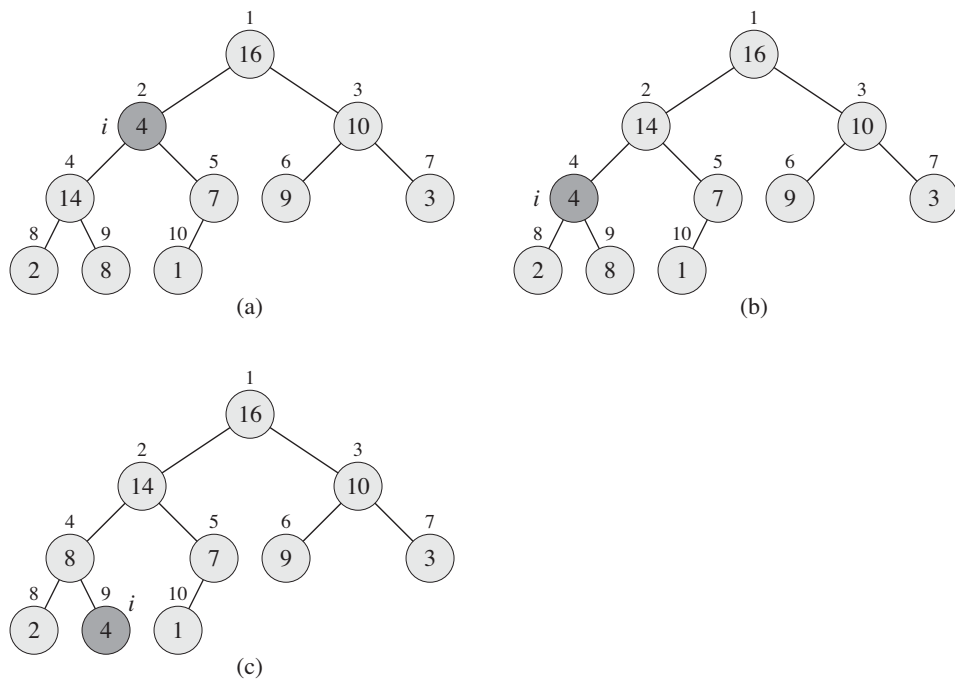 1 1
16 16
2 3 2 3
i 4 10 14 10
4 5 6 7 4 5 6 7
14 7 9 3 i 4 7 9 3
8 9 10 8 9 10
2 8 1 2 8 1
(a) (b)
1
16
2 3
14 10
4 5 6 7
8 7 9 3
8 9 i 10
2 4 1
(c)